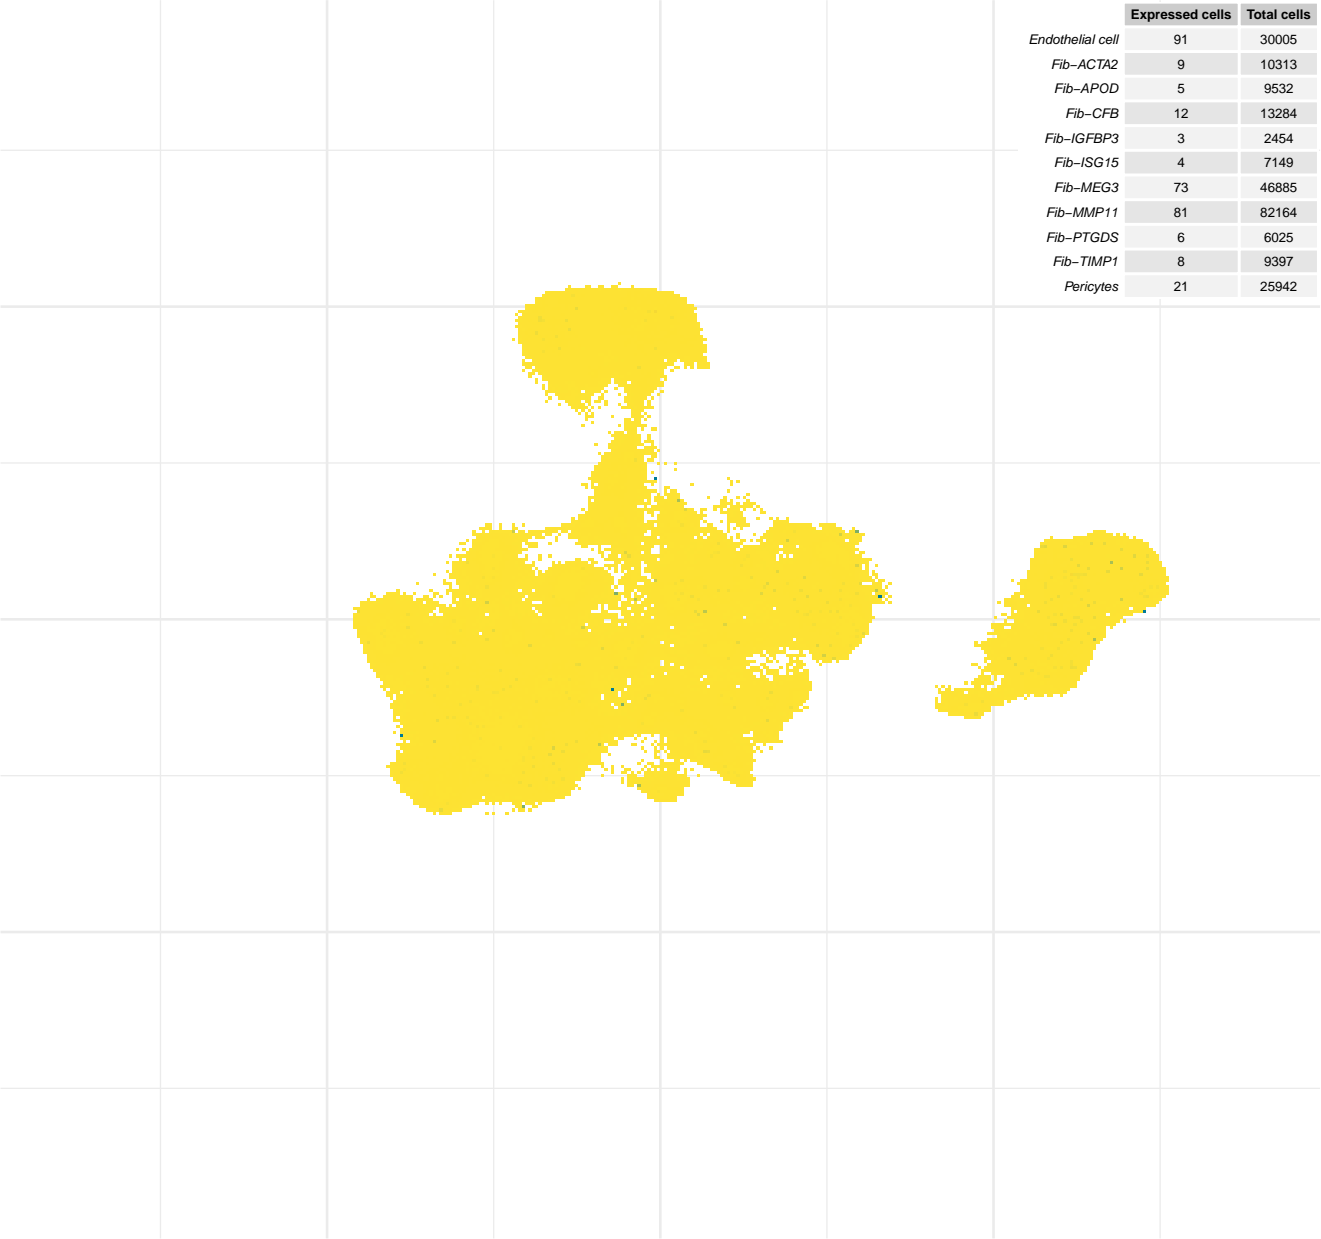 Expressed cells Total cells
Endothelial cell 91 30005
Fib−ACTA2 9 10313
Fib−APOD 5 9532
Fib−CFB 12 13284
Fib−IGFBP3 3 2454
Fib−ISG15 4 7149
Fib−MEG3 73 46885
Fib−MMP11 81 82164
Fib−PTGDS 6 6025
Fib−TIMP1 8 9397
Pericytes 21 25942